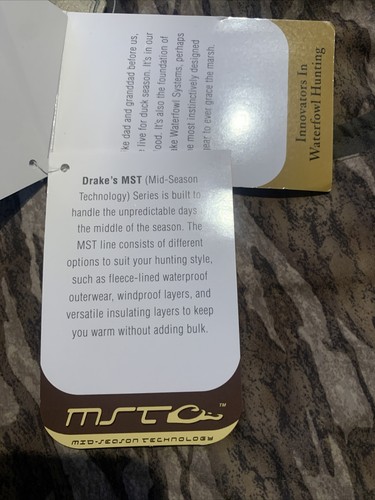 ke dad and granddad before us,
live for duck season. It's in our
ood. It's also the foundation of
ke Waterfowl Systems, perhaps
e most instinctively designed
ear to ever grace the marsh.
Innovators In
Waterfowl Hunting
Drake's MST (Mid-Season
Technology) Series is built to
handle the unpredictable days
the middle of the season. The
MST line consists of different
options to suit your hunting style,
such as fleece-lined waterproof
outerwear, windproof layers, and
versatile insulating layers to keep
you warm without adding bulk.
MST ™
MID-SEASON TECHNOLOGY